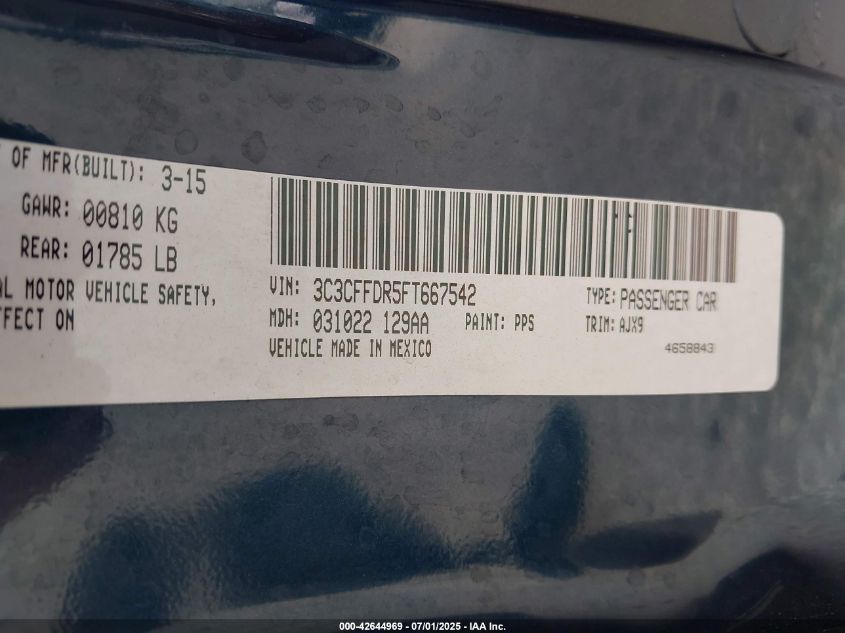 OF MFR(BUILT): 3-15
GAWR: 00810 KG
REAR: 01785 LB
MOTOR VEHICLE SAFETY,
ON
VIN: 3C3CFFDR5FT667542
TYPE: PASSENGER CAR
MDH: 031022 129AA PAINT: PPS
TRIM: AJX9
VEHICLE MADE IN MEXICO
4658843
000-42644969 | 07/01/2025 - IAA Inc.